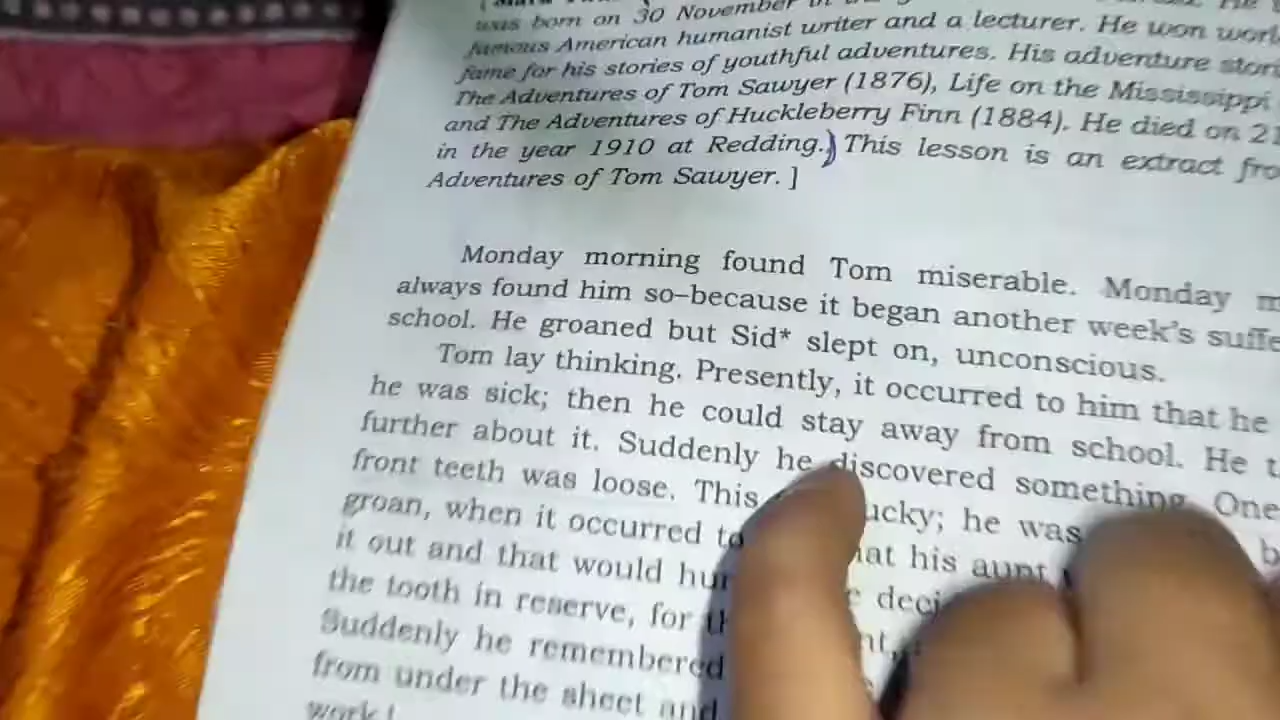 was born on 30 November in
famous American humanist writer and a lecturer. He won
fame for his stories of youthful adventures. His adventure
The Adventures of Tom Sawyer (1876), Life on the Mississippi
and The Adventures of Huckleberry Finn (1884). He died on 21
in the year 1910 at Redding.) This lesson is an extract
Adventures of Tom Sawyer. ]
Monday morning found Tom miserable. Monday
always found him so–because it began another week's
school. He groaned but Sid* slept on, unconscious.
Tom lay thinking. Presently, it occurred to him that he
he was sick; then he could stay away from school. He
further about it. Suddenly he discovered something. One
front teeth was loose. This ucky; he was
groan, when it occurred to hat his aunt
it out and that would deci
the tooth in reserve, for
Suddenly he remembered
from under the sheet and
work !